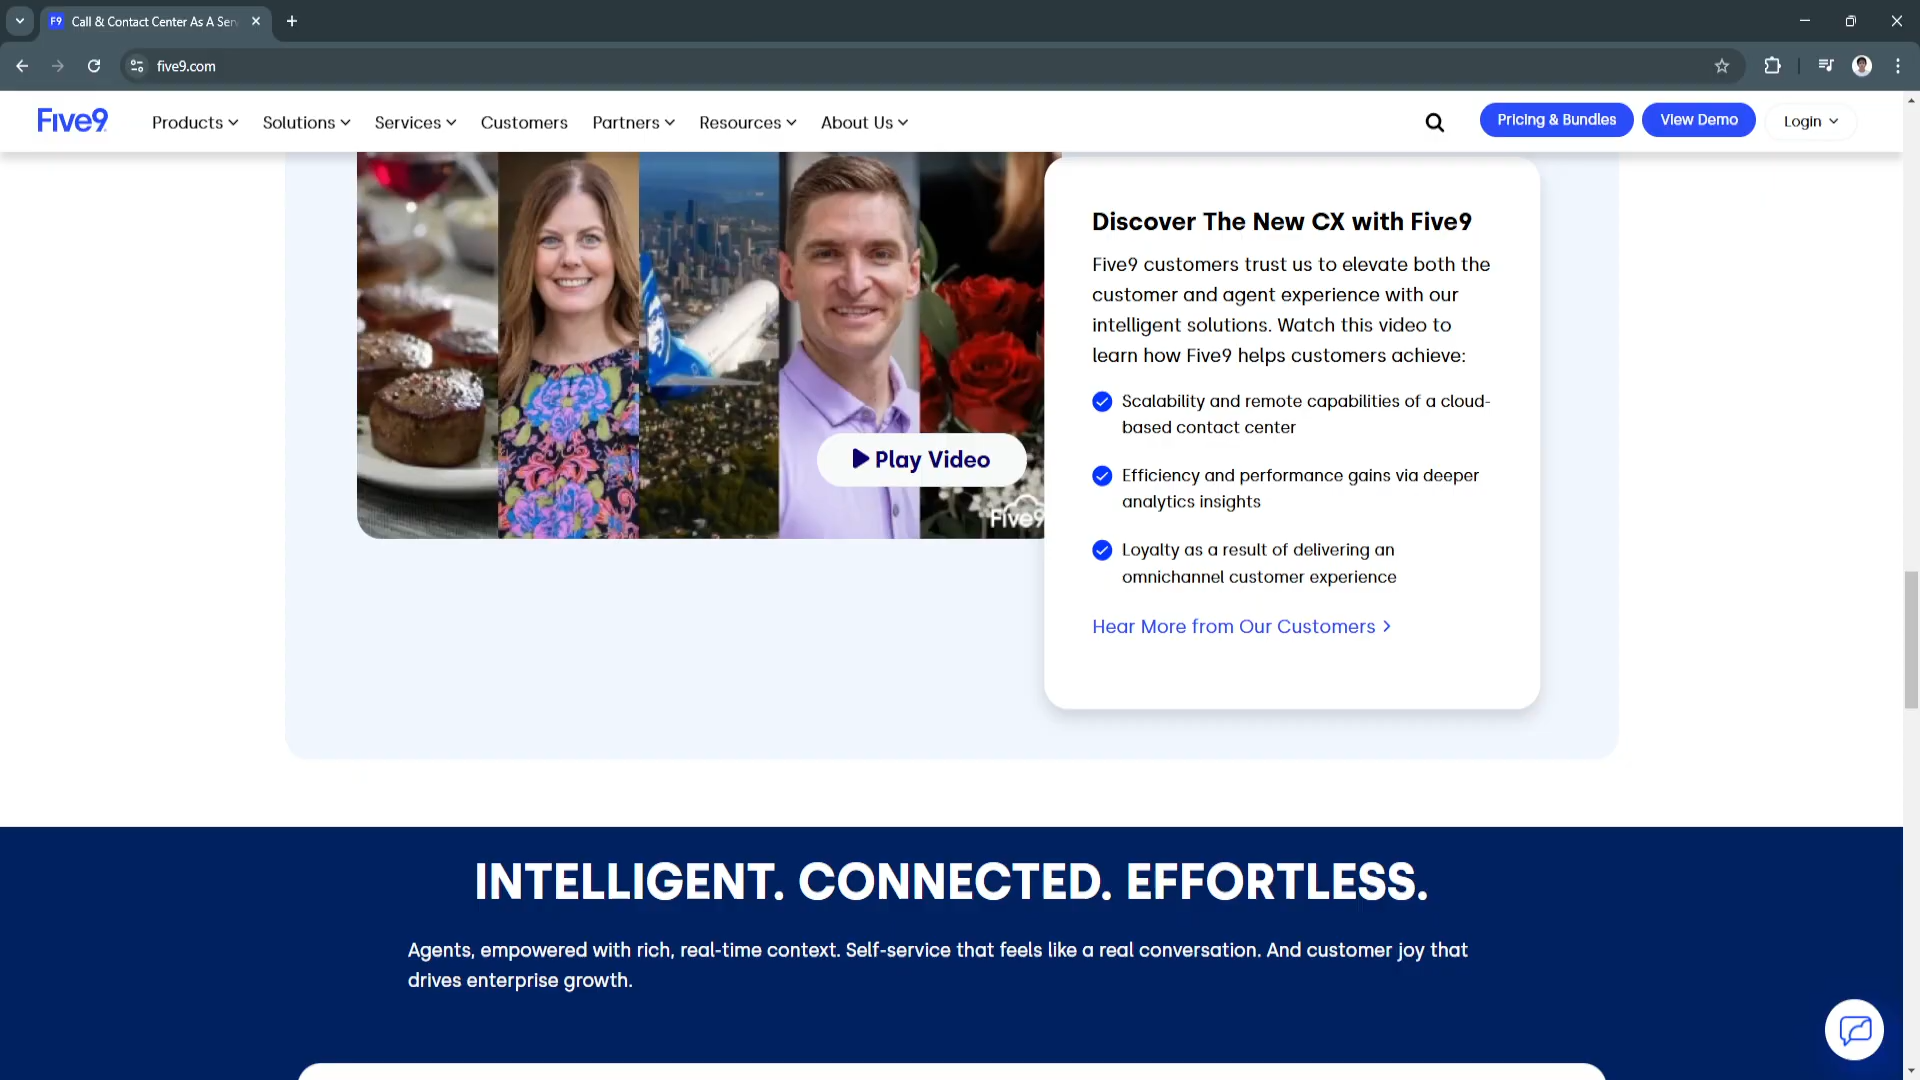 F9 Call & Contact Center As A Serv
five9.com
Five9 Products Solutions Services Customers Partners Resources About Us Pricing & Bundles View Demo Login
Discover The New CX with Five9
Five9 customers trust us to elevate both the
customer and agent experience with our
intelligent solutions. Watch this video to
learn how Five9 helps customers achieve:
Scalability and remote capabilities of a cloud-
based contact center
Efficiency and performance gains via deeper
analytics insights
Loyalty as a result of delivering an
omnichannel customer experience
Hear More from Our Customers
Play Video
Five9
INTELLIGENT. CONNECTED. EFFORTLESS.
Agents, empowered with rich, real-time context. Self-service that feels like a real conversation. And customer joy that
drives enterprise growth.